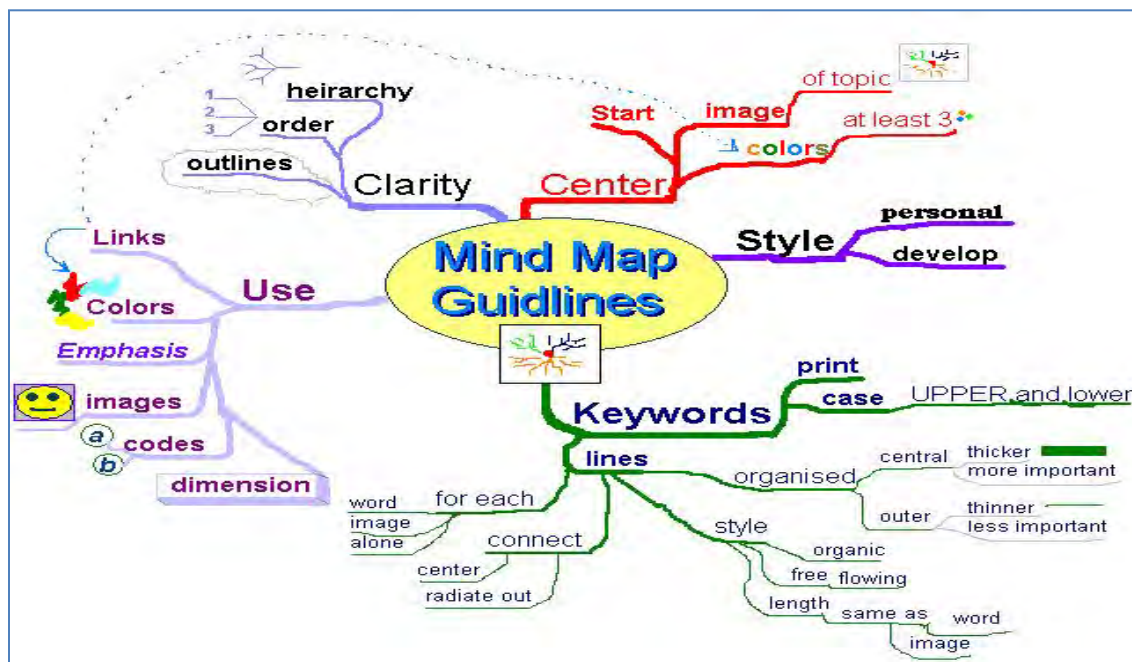 Mind Map
Guidlines
Center
Start
image
of topic
colors
at least 3
Style
personal
develop
Keywords
print
case
UPPER and lower
lines
organised
central
thicker
more important
outer
thinner
less important
style
organic
free flowing
length
same as
word
image
connect
center
radiate out
for each
word
image
alone
Use
Links
Colors
Emphasis
images
codes
a
b
dimension
Clarity
heirarchy
order
1
2
3
outlines